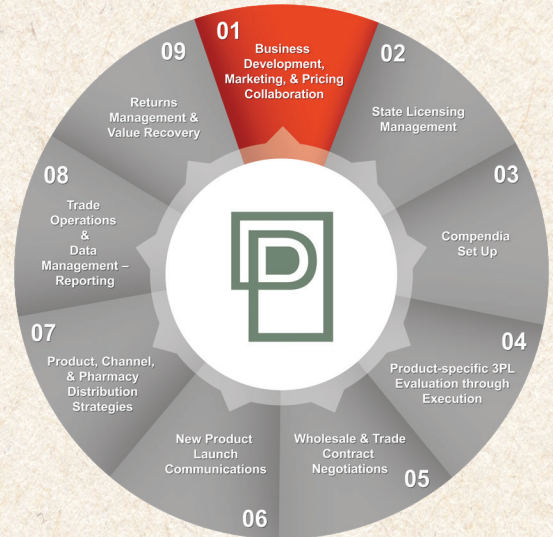 01
Business
Development,
Marketing, & Pricing
Collaboration
02
State Licensing
Management
03
Compendia
Set Up
04
Product-specific 3PL
Evaluation through
Execution
Wholesale & Trade
Contract
Negotiations
05
New Product
Launch
Communications
06
07
Product, Channel,
& Pharmacy
Distribution
Strategies
08
Trade
Operations
&
Data
Management –
Reporting
09
Returns
Management &
Value Recovery